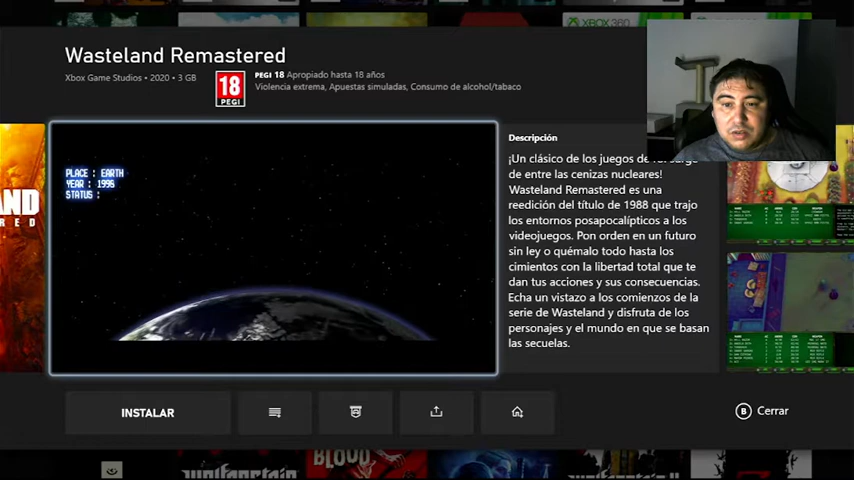 XBOX 360
Wasteland Remastered
Xbox Game Studios • 2020 • 3 GB
18
PEGI
PEGI 18 Apropiado hasta 18 años
Violencia extrema, Apuestas simuladas, Consumo de alcohol/tabaco
PLACE : EARTH
YEAR : 1995
STATUS :
Descripción
¡Un clásico de los juegos de
de entre las cenizas nucleares!
Wasteland Remastered es una
reedición del título de 1988 que trajo
los entornos posapocalípticos a los
videojuegos. Pon orden en un futuro
sin ley o quémalo todo hasta los
cimientos con la libertad total que te
dan tus acciones y sus consecuencias.
Echa un vistazo a los comienzos de la
serie de Wasteland y disfruta de los
personajes y el mundo en que se basan
las secuelas.
INSTALAR
B Cerrar
BLOOD